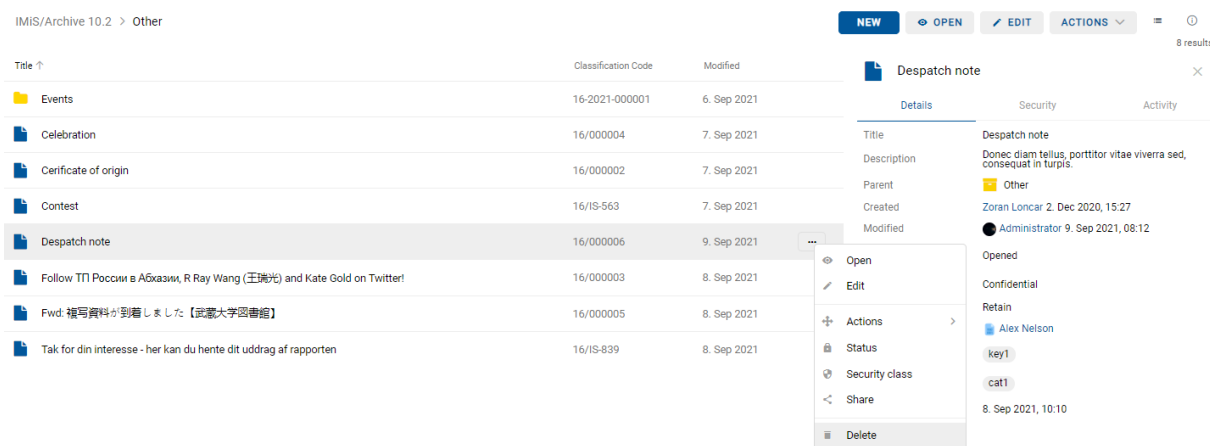 IMiS/Archive 10.2 > Other
NEW OPEN EDIT ACTIONS
8 results
Title ↑ Classification Code Modified
Events 16-2021-000001 6. Sep 2021
Celebration 16/000004 7. Sep 2021
Cerificate of origin 16/000002 7. Sep 2021
Contest 16/IS-563 7. Sep 2021
Despatch note 16/000006 9. Sep 2021 ...
Follow ТП России в Абхазии, R Ray Wang (王瑞光) and Kate Gold on Twitter! 16/000003 8. Sep 2021
Fwd: 複写資料が到着しました【武蔵大学図書館】 16/000005 8. Sep 2021
Tak for din interesse - her kan du hente dit uddrag af rapporten 16/IS-839 8. Sep 2021
Open
Edit
Actions >
Status
Security class
Share
Delete
Despatch note
Details Security Activity
Title Despatch note
Description Donec diam tellus, porttitor vitae viverra sed,
consequat in turpis.
Parent Other
Created Zoran Loncar 2. Dec 2020, 15:27
Modified Administrator 9. Sep 2021, 08:12
Opened
Confidential
Retain
Alex Nelson
key1
cat1
8. Sep 2021, 10:10